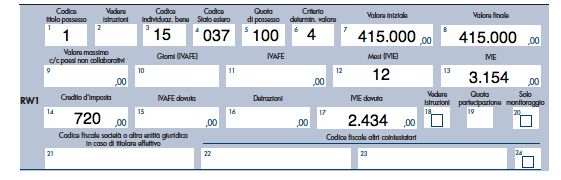 Codice Vedere Codice Codice Quota Criterio Valore iniziale Valore finale
titolo possesso istruzioni individuaz. bene Stato estero di possesso determin. valore
1 1 2 3 15 4 037 5 100 6 4 7 415.000 ,00 8 415.000 ,00
Valore massimo Giorni (IVAFE) IVAFE Mesi (IVIE) IVIE
c/c paesi non collaborativi
9 ,00 10 11 ,00 12 12 13 3.154 ,00
RW1 Credito d'imposta IVAFE dovuta Detrazioni IVIE dovuta Vedere Quota Solo
istruzioni partecipazione monitoraggio
14 720 ,00 15 ,00 16 ,00 17 2.434 ,00 18 19 20
Codice fiscale società o altra entità giuridica Codice fiscale altri cointestatari
in caso di titolare effettivo
21 22 23 24